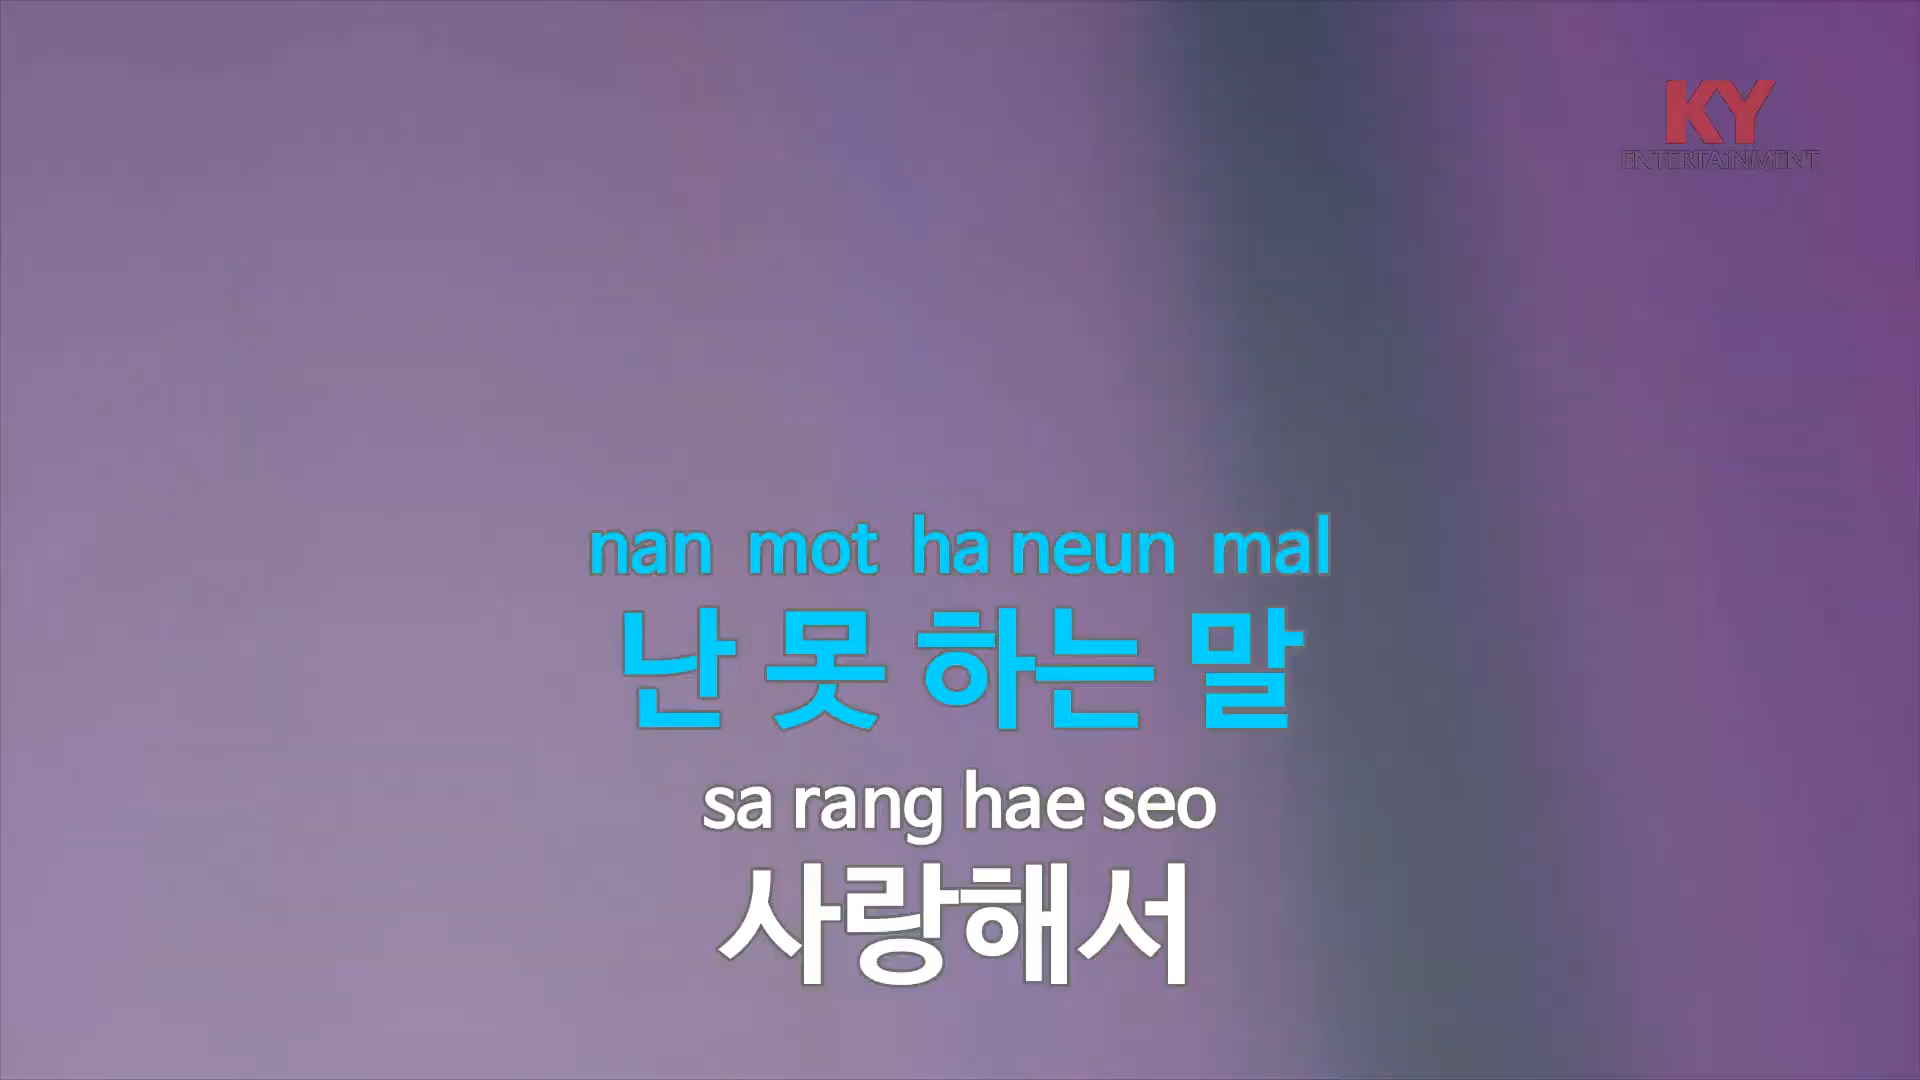 KY
ENTERTAINMENT
nan mot ha neun mal
난 못 하는 말
sa rang hae seo
사랑해서